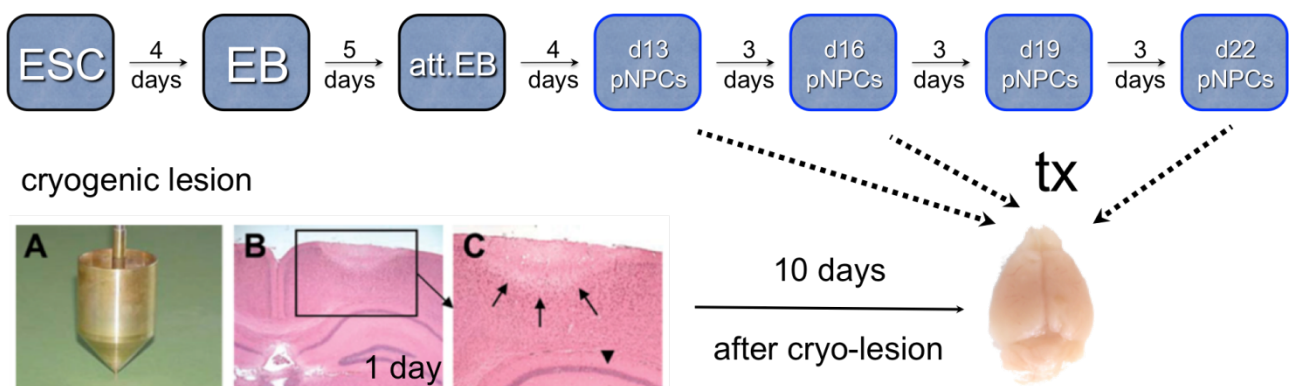 ESC
4
days
EB
5
days
att.EB
4
days
d13
pNPCs
3
days
d16
pNPCs
3
days
d19
pNPCs
3
days
d22
pNPCs
tx
cryogenic lesion
A
B
C
1 day
10 days
after cryo-lesion